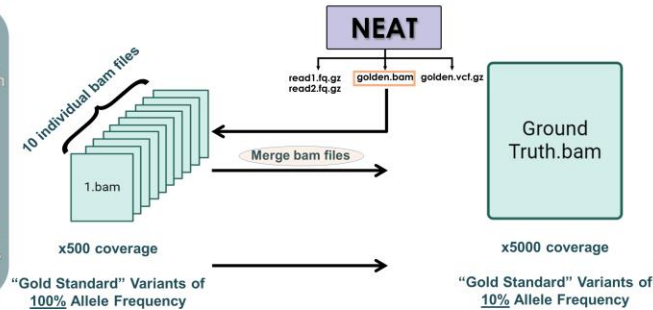 NEAT
read1.fq.gz
read2.fq.gz
golden.bam
golden.vcf.gz
10 individual bam files
1.bam
Merge bam files
Ground
Truth.bam
x500 coverage
x5000 coverage
“Gold Standard” Variants of
100% Allele Frequency
“Gold Standard” Variants of
10% Allele Frequency